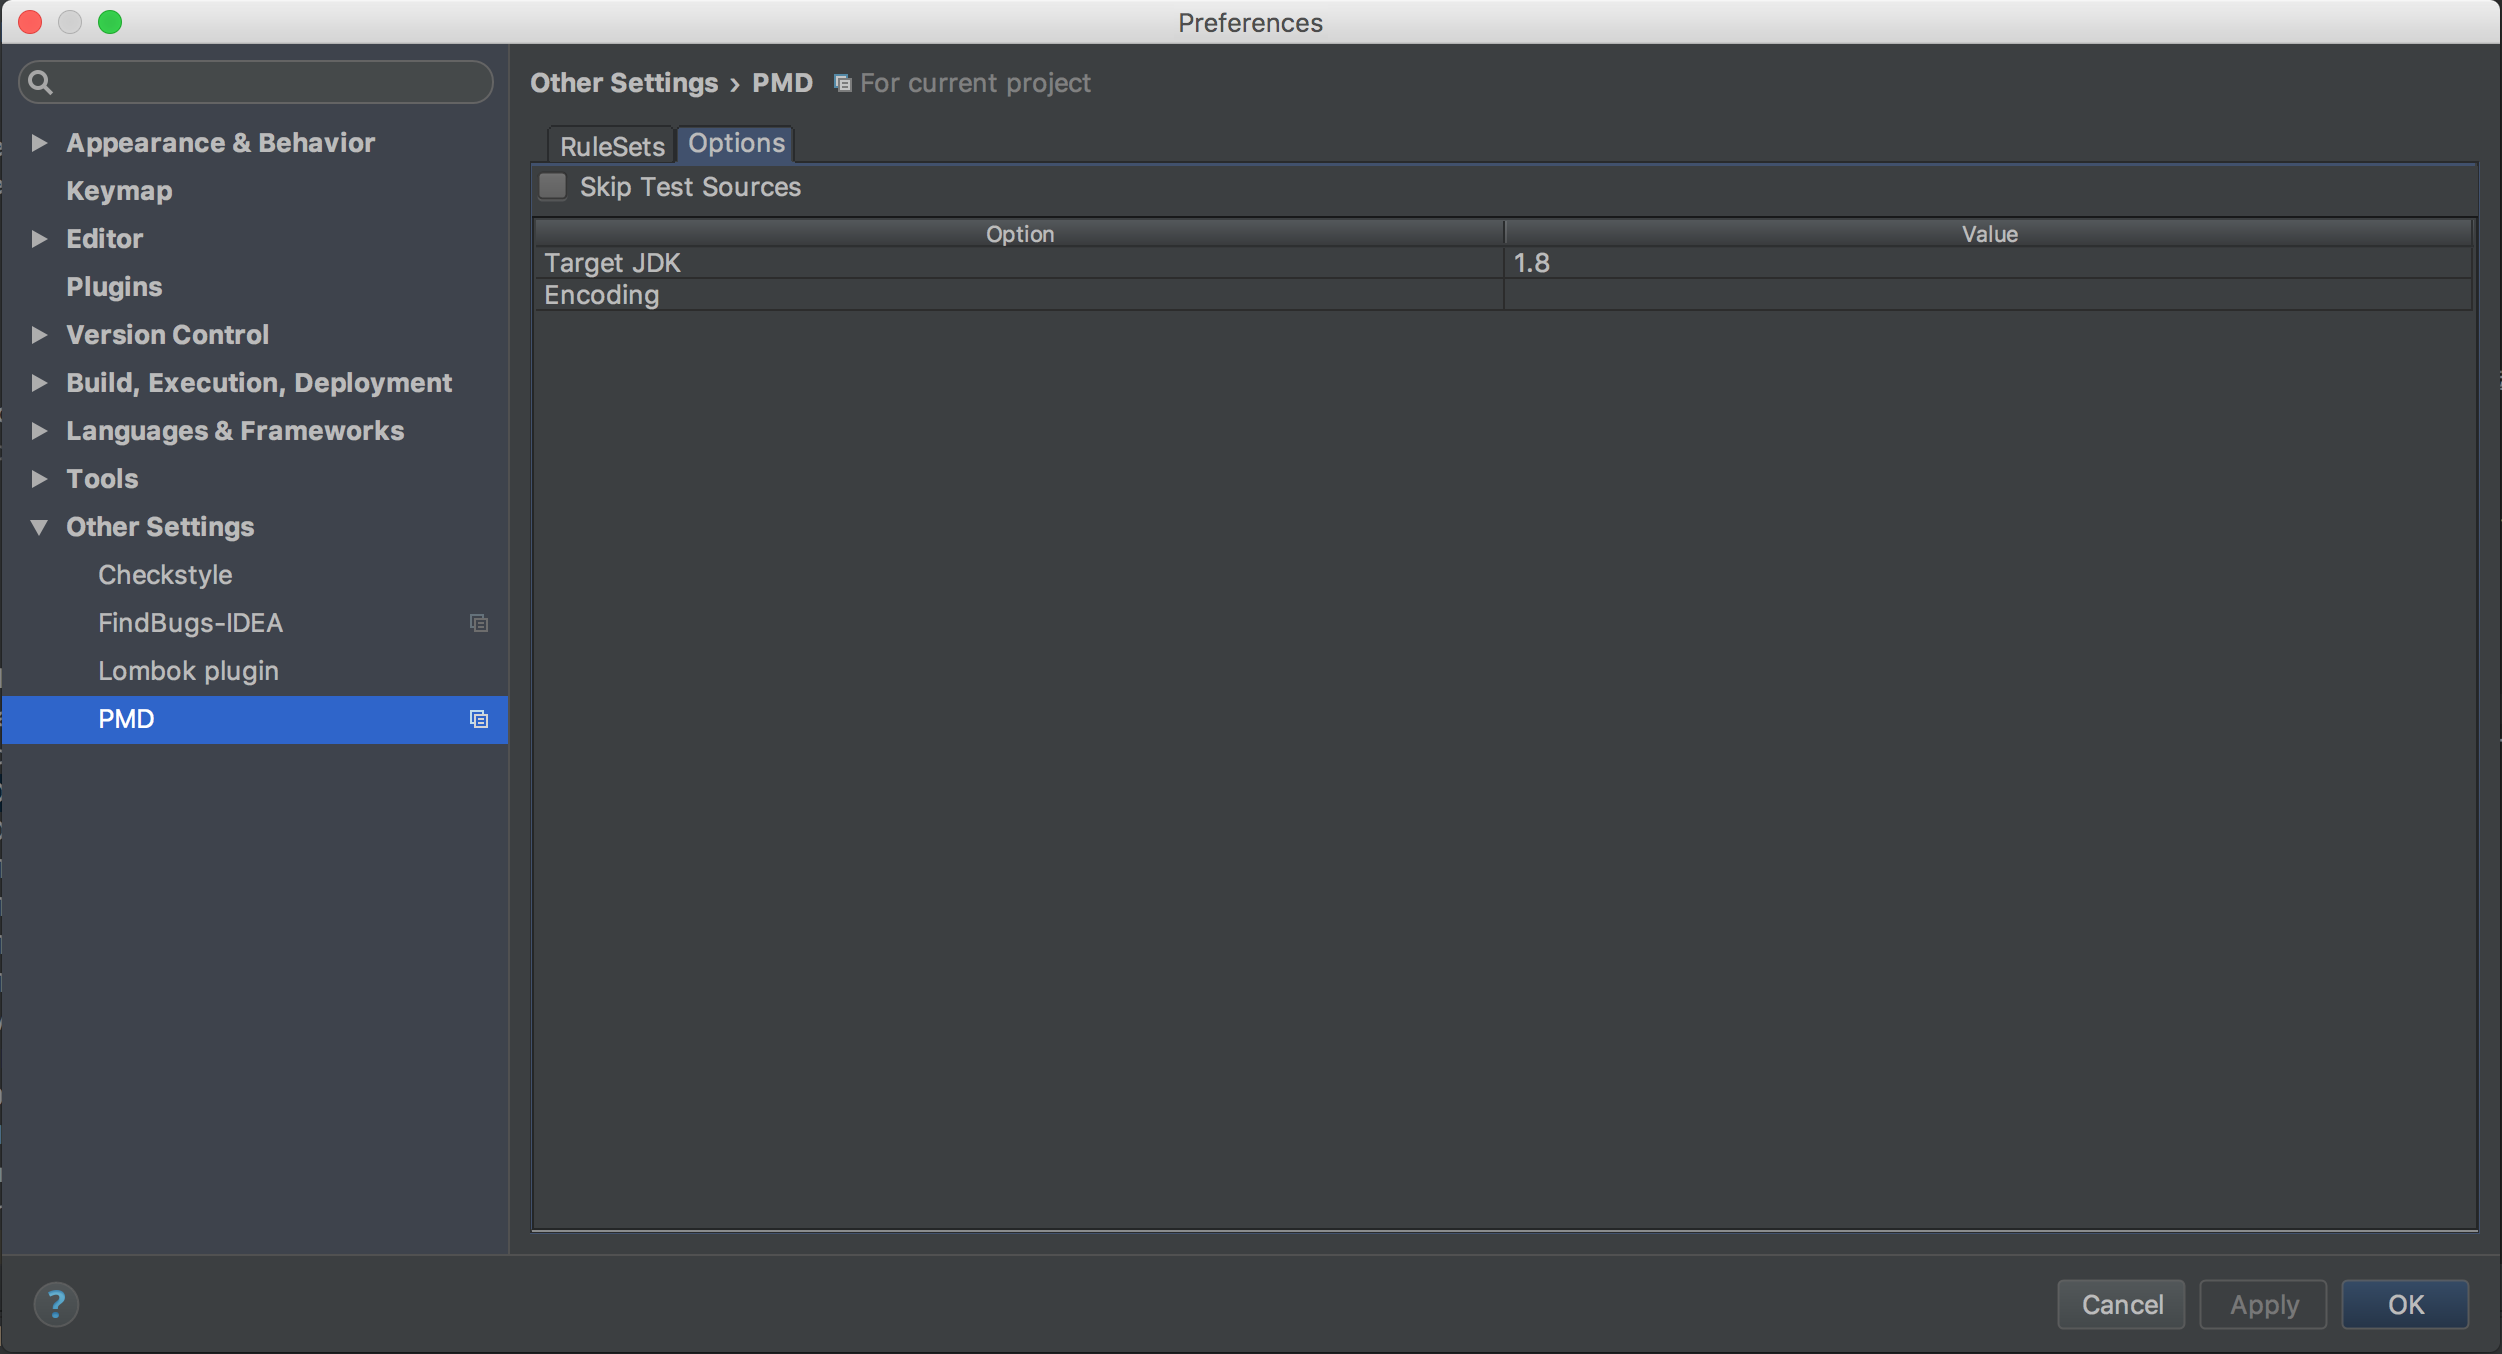 Preferences
Other Settings › PMD For current project
Appearance & Behavior
Keymap
Editor
Plugins
Version Control
Build, Execution, Deployment
Languages & Frameworks
Tools
Other Settings
Checkstyle
FindBugs-IDEA
Lombok plugin
PMD
RuleSets Options
Skip Test Sources
Option Value
Target JDK 1.8
Encoding
? Cancel Apply OK